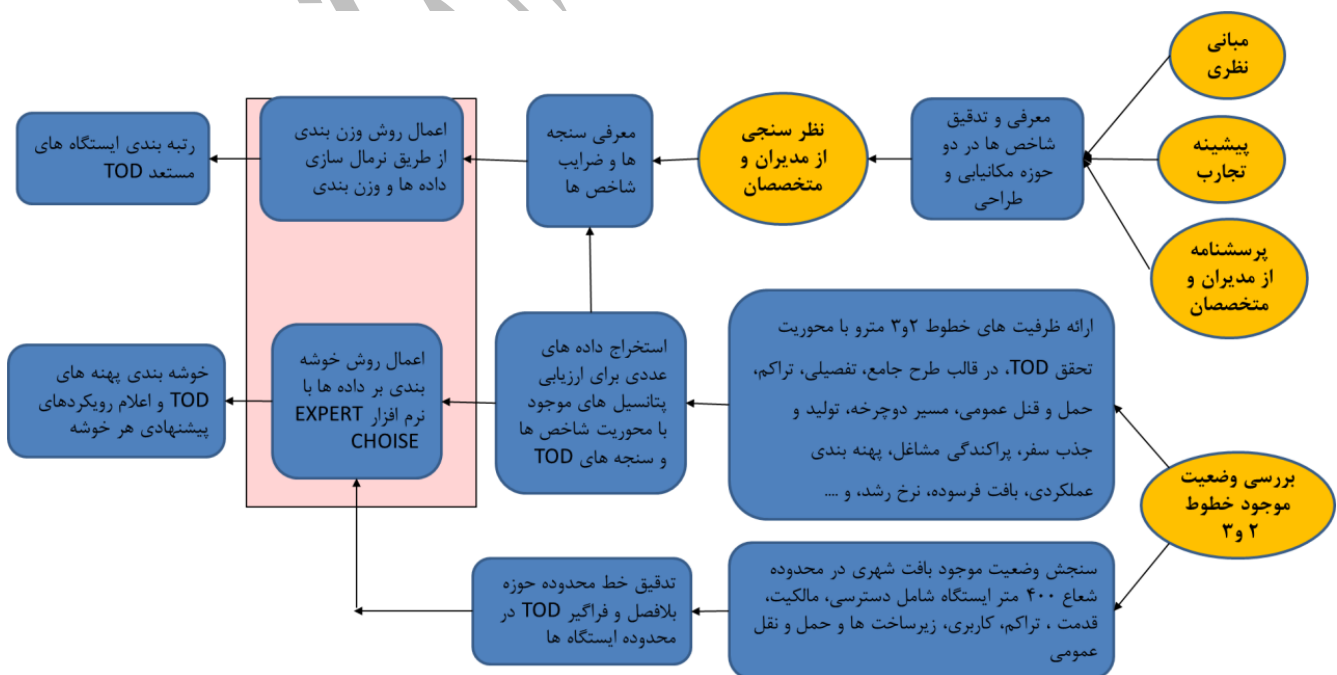 مبانی
نظری
پیشینه
تجارب
پرسشنامه
از مدیران و
متخصصان
معرفی و تدقیق
شاخص ها در دو
حوزه مکانیابی و
طراحی
نظر سنجی
از مدیران و
متخصصان
معرفی سنجه
ها و ضرایب
شاخص ها
اعمال روش وزن بندی
از طریق نرمال سازی
داده ها و وزن بندی
رتبه بندی ایستگاه های
مستعد TOD
بررسی وضعیت
موجود خطوط
۲ و۳
ارائه ظرفیت های خطوط ۲و۳ مترو با محوریت
تحقق TOD، در قالب طرح جامع، تفصیلی، تراکم،
حمل و قنل عمومی، مسیر دوچرخه، تولید و
جذب سفر، پراکندگی مشاغل، پهنه بندی
عملکردی، بافت فرسوده، نرخ رشد، و ....
استخراج داده های
عددی برای ارزیابی
پتانسیل های موجود
با محوریت شاخص ها
و سنجه های TOD
اعمال روش خوشه
بندی بر داده ها با
نرم افزار EXPERT
CHOISE
خوشه بندی پهنه های
TOD و اعلام رویکردهای
پیشنهادی هر خوشه
سنجش وضعیت موجود بافت شهری در محدوده
شعاع ۴۰۰ متر ایستگاه شامل دسترسی، مالکیت،
قدمت ، تراکم، کاربری، زیرساخت ها و حمل و نقل
عمومی
تدقیق خط محدوده حوزه
بلافصل و فراگیر TOD در
محدوده ایستگاه ها